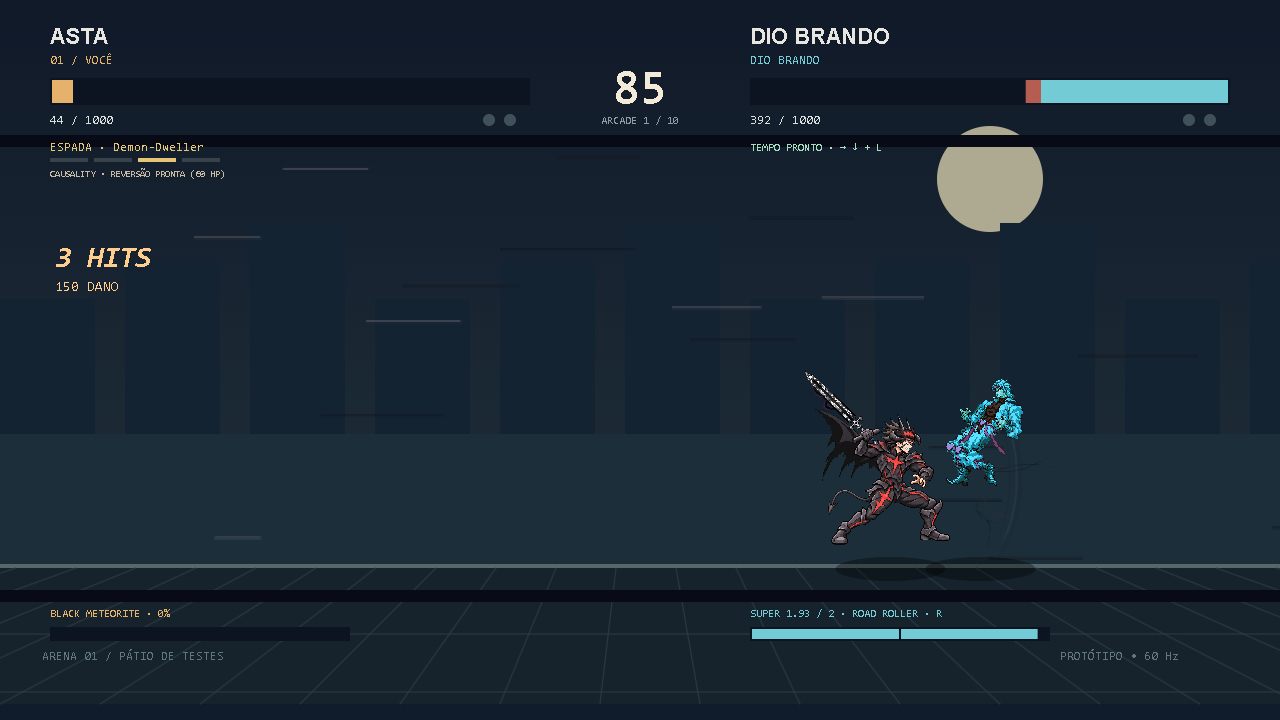 ASTA
01 / VOCÊ
44 / 1000
85
ARCADE 1 / 10
DIO BRANDO
DIO BRANDO
392 / 1000
ESPADA · Demon-Dweller
CAUSALITY · REVERSÃO PRONTA (60 HP)
TEMPO PRONTO · → ↓ + L
3 HITS
150 DANO
BLACK METEORITE · 0%
SUPER 1.93 / 2 · ROAD ROLLER · R
ARENA 01 / PÁTIO DE TESTES
PROTÓTIPO • 60 Hz